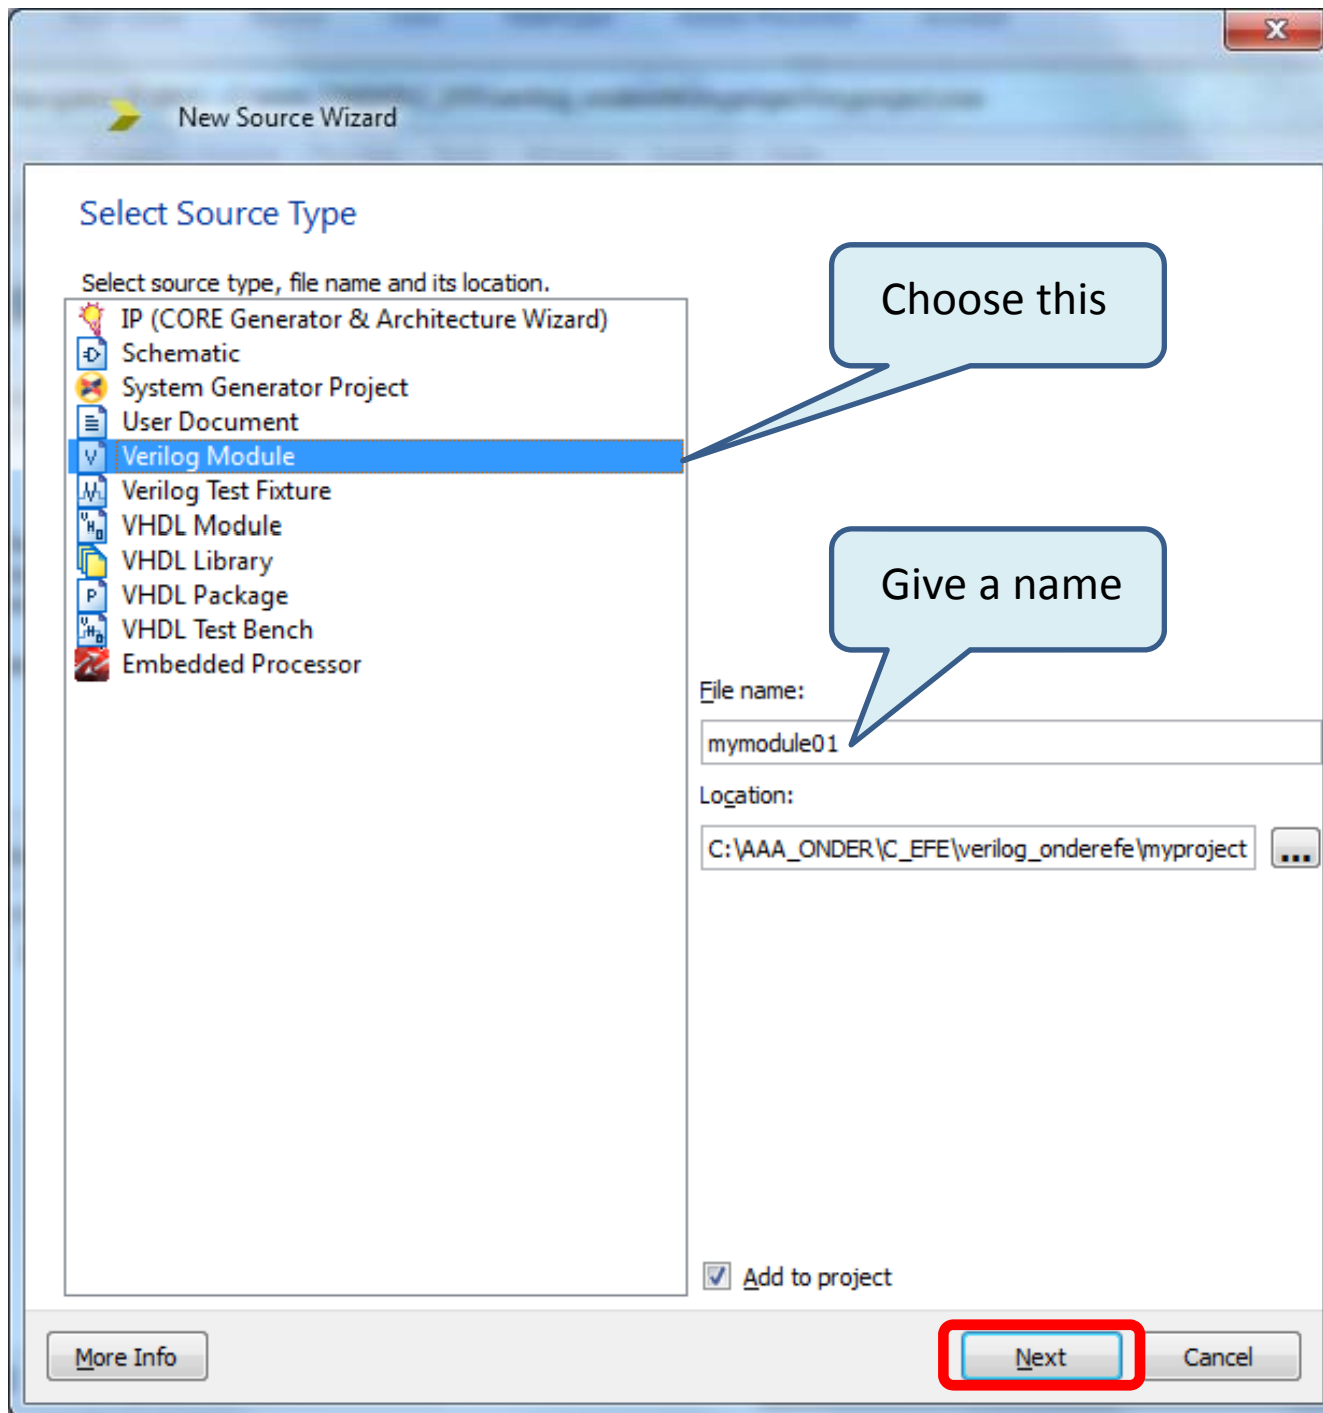 New Source Wizard
Select Source Type
Select source type, file name and its location.
IP (CORE Generator & Architecture Wizard)
Schematic
System Generator Project
User Document
Verilog Module
Verilog Test Fixture
VHDL Module
VHDL Library
VHDL Package
VHDL Test Bench
Embedded Processor
Choose this
Give a name
File name:
mymodule01
Location:
C:\AAA_ONDER\C_EFE\verilog_onderefe\myproject
...
Add to project
More Info
Next
Cancel